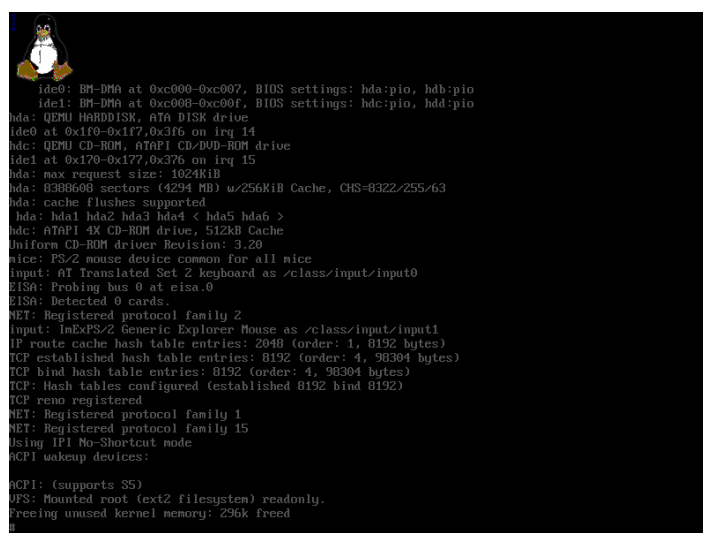 ide0: BM-DMA at 0xc000-0xc007, BIOS settings: hda:pio, hdb:pio
ide1: BM-DMA at 0xc008-0xc00f, BIOS settings: hdc:pio, hdd:pio
hda: QEMU HARDDISK, ATA DISK drive
ide0 at 0x1f0-0x1f7,0x3f6 on irq 14
hdc: QEMU CD-ROM, ATAPI CD/DVD-ROM drive
ide1 at 0x170-0x177,0x376 on irq 15
hda: max request size: 1024KiB
hda: 8388608 sectors (4294 MB) w/256KiB Cache, CHS=8322/255/63
hda: cache flushes supported
hda: hda1 hda2 hda3 hda4 < hda5 hda6 >
hdc: ATAPI 4X CD-ROM drive, 512kB Cache
Uniform CD-ROM driver Revision: 3.20
mice: PS/2 mouse device common for all mice
input: AT Translated Set 2 keyboard as /class/input/input0
EISA: Probing bus 0 at eisa.0
EISA: Detected 0 cards.
NET: Registered protocol family 2
input: ImExPS/2 Generic Explorer Mouse as /class/input/input1
IP route cache hash table entries: 2048 (order: 1, 8192 bytes)
TCP established hash table entries: 8192 (order: 4, 98304 bytes)
TCP bind hash table entries: 8192 (order: 4, 98304 bytes)
TCP: Hash tables configured (established 8192 bind 8192)
TCP reno registered
NET: Registered protocol family 1
NET: Registered protocol family 15
Using IPI No-Shortcut mode
ACPI wakeup devices:
ACPI: (supports S5)
VFS: Mounted root (ext2 filesystem) readonly.
Freeing unused kernel memory: 296k freed
#